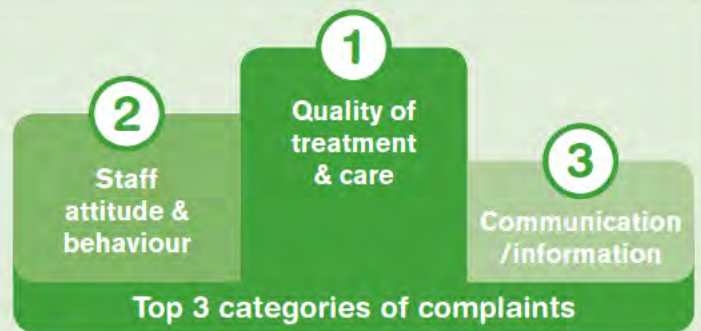 1
Quality of
treatment
& care
2
Staff
attitude &
behaviour
3
Communication
/information
Top 3 categories of complaints